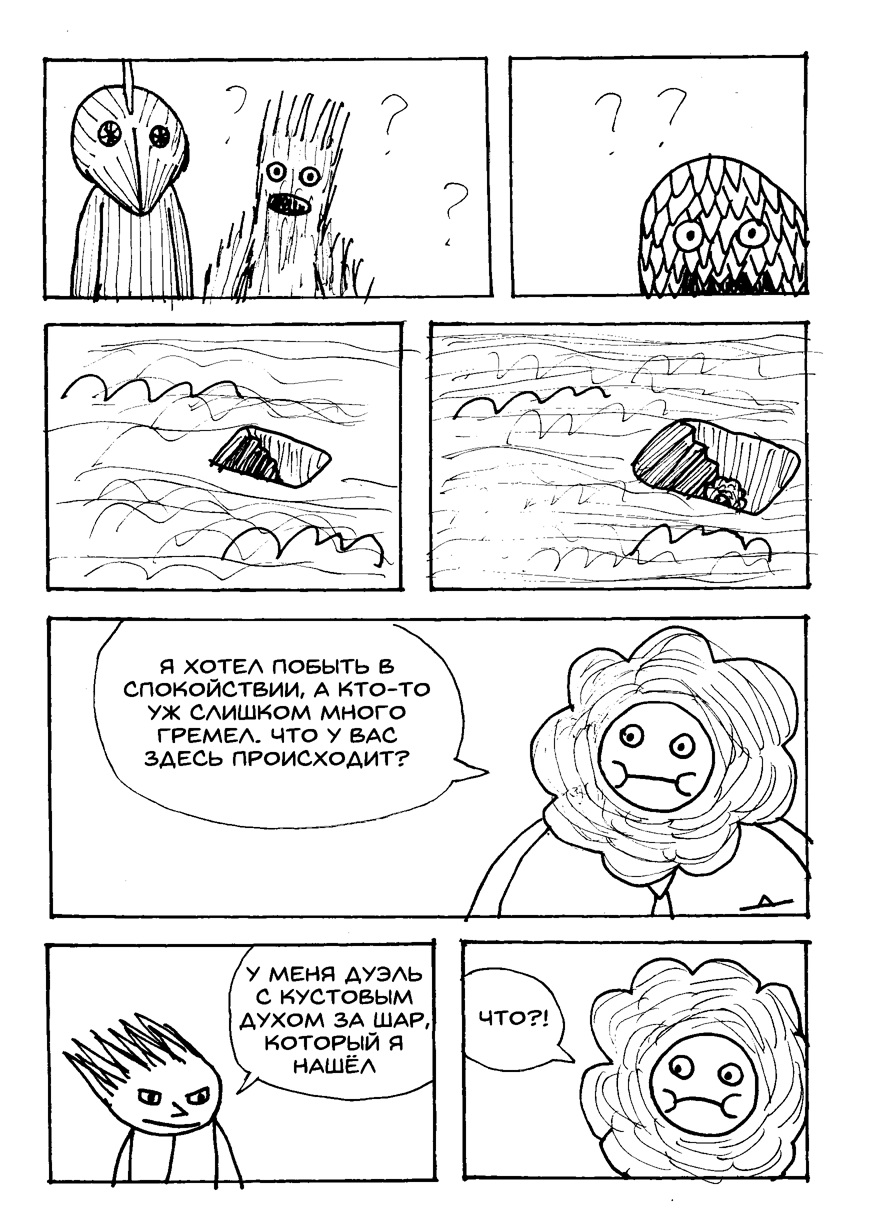 ? ? ?
? ?
Я ХОТЕЛ ПОБЫТЬ В
СПОКОЙСТВИИ, А КТО-ТО
УЖ СЛИШКОМ МНОГО
ГРЕМЕЛ. ЧТО У ВАС
ЗДЕСЬ ПРОИСХОДИТ?
У МЕНЯ ДУЭЛЬ
С КУСТОВЫМ
ДУХОМ ЗА ШАР,
КОТОРЫЙ Я
НАШЁЛ
ЧТО?!